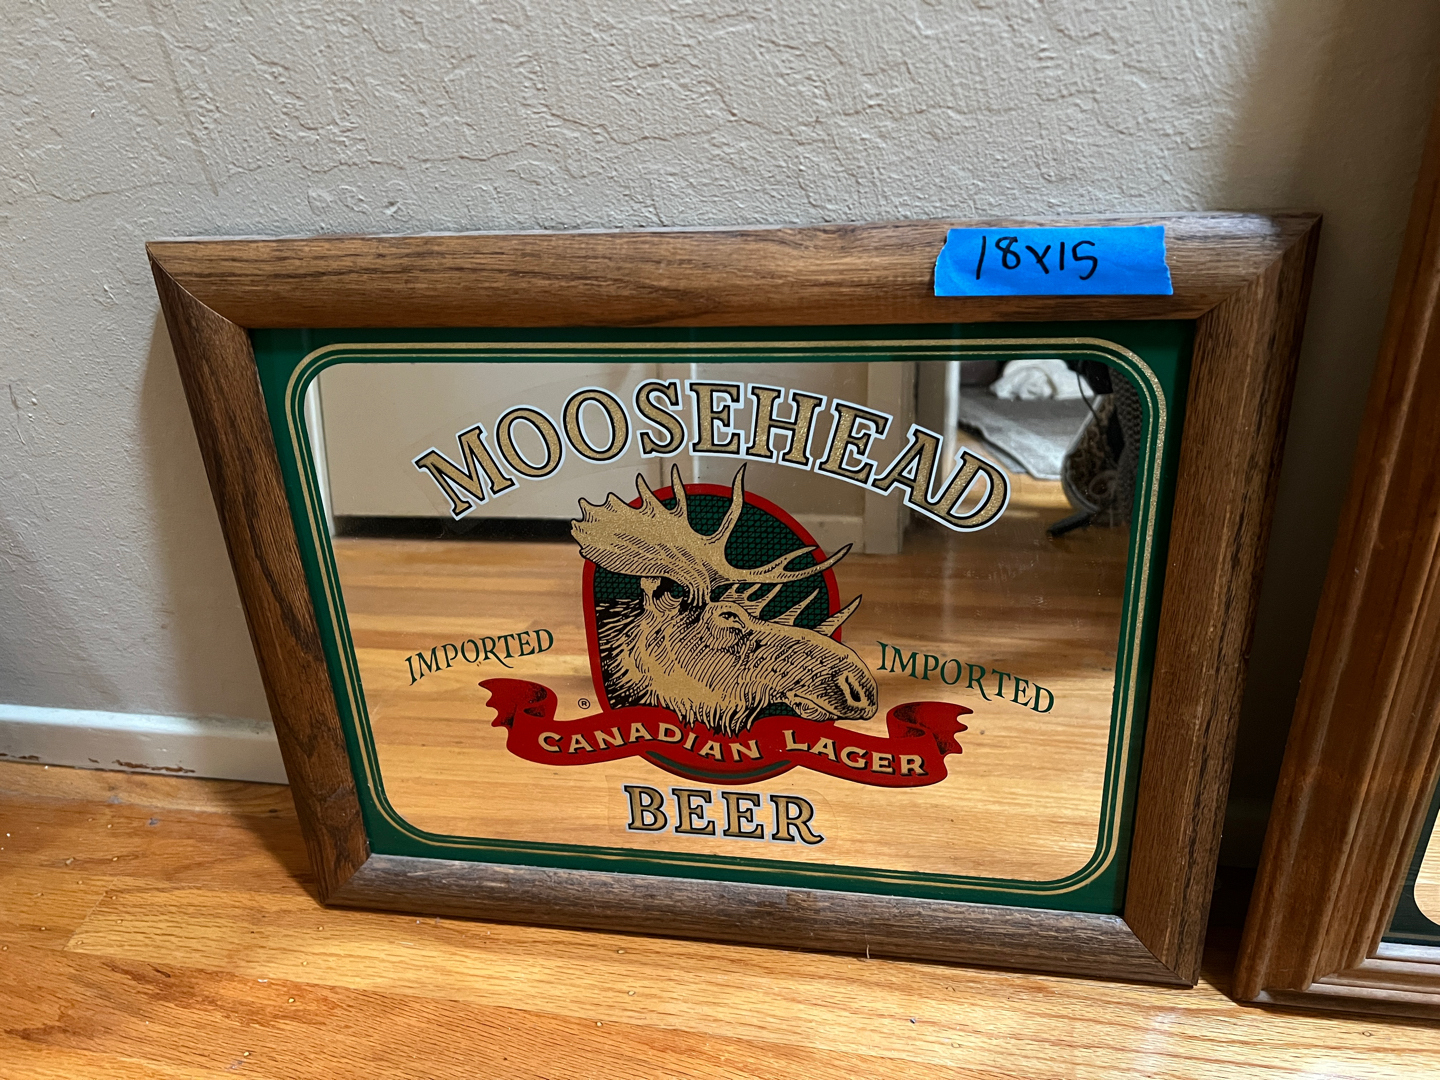 18x15
MOOSEHEAD
IMPORTED IMPORTED
®
CANADIAN LAGER
BEER